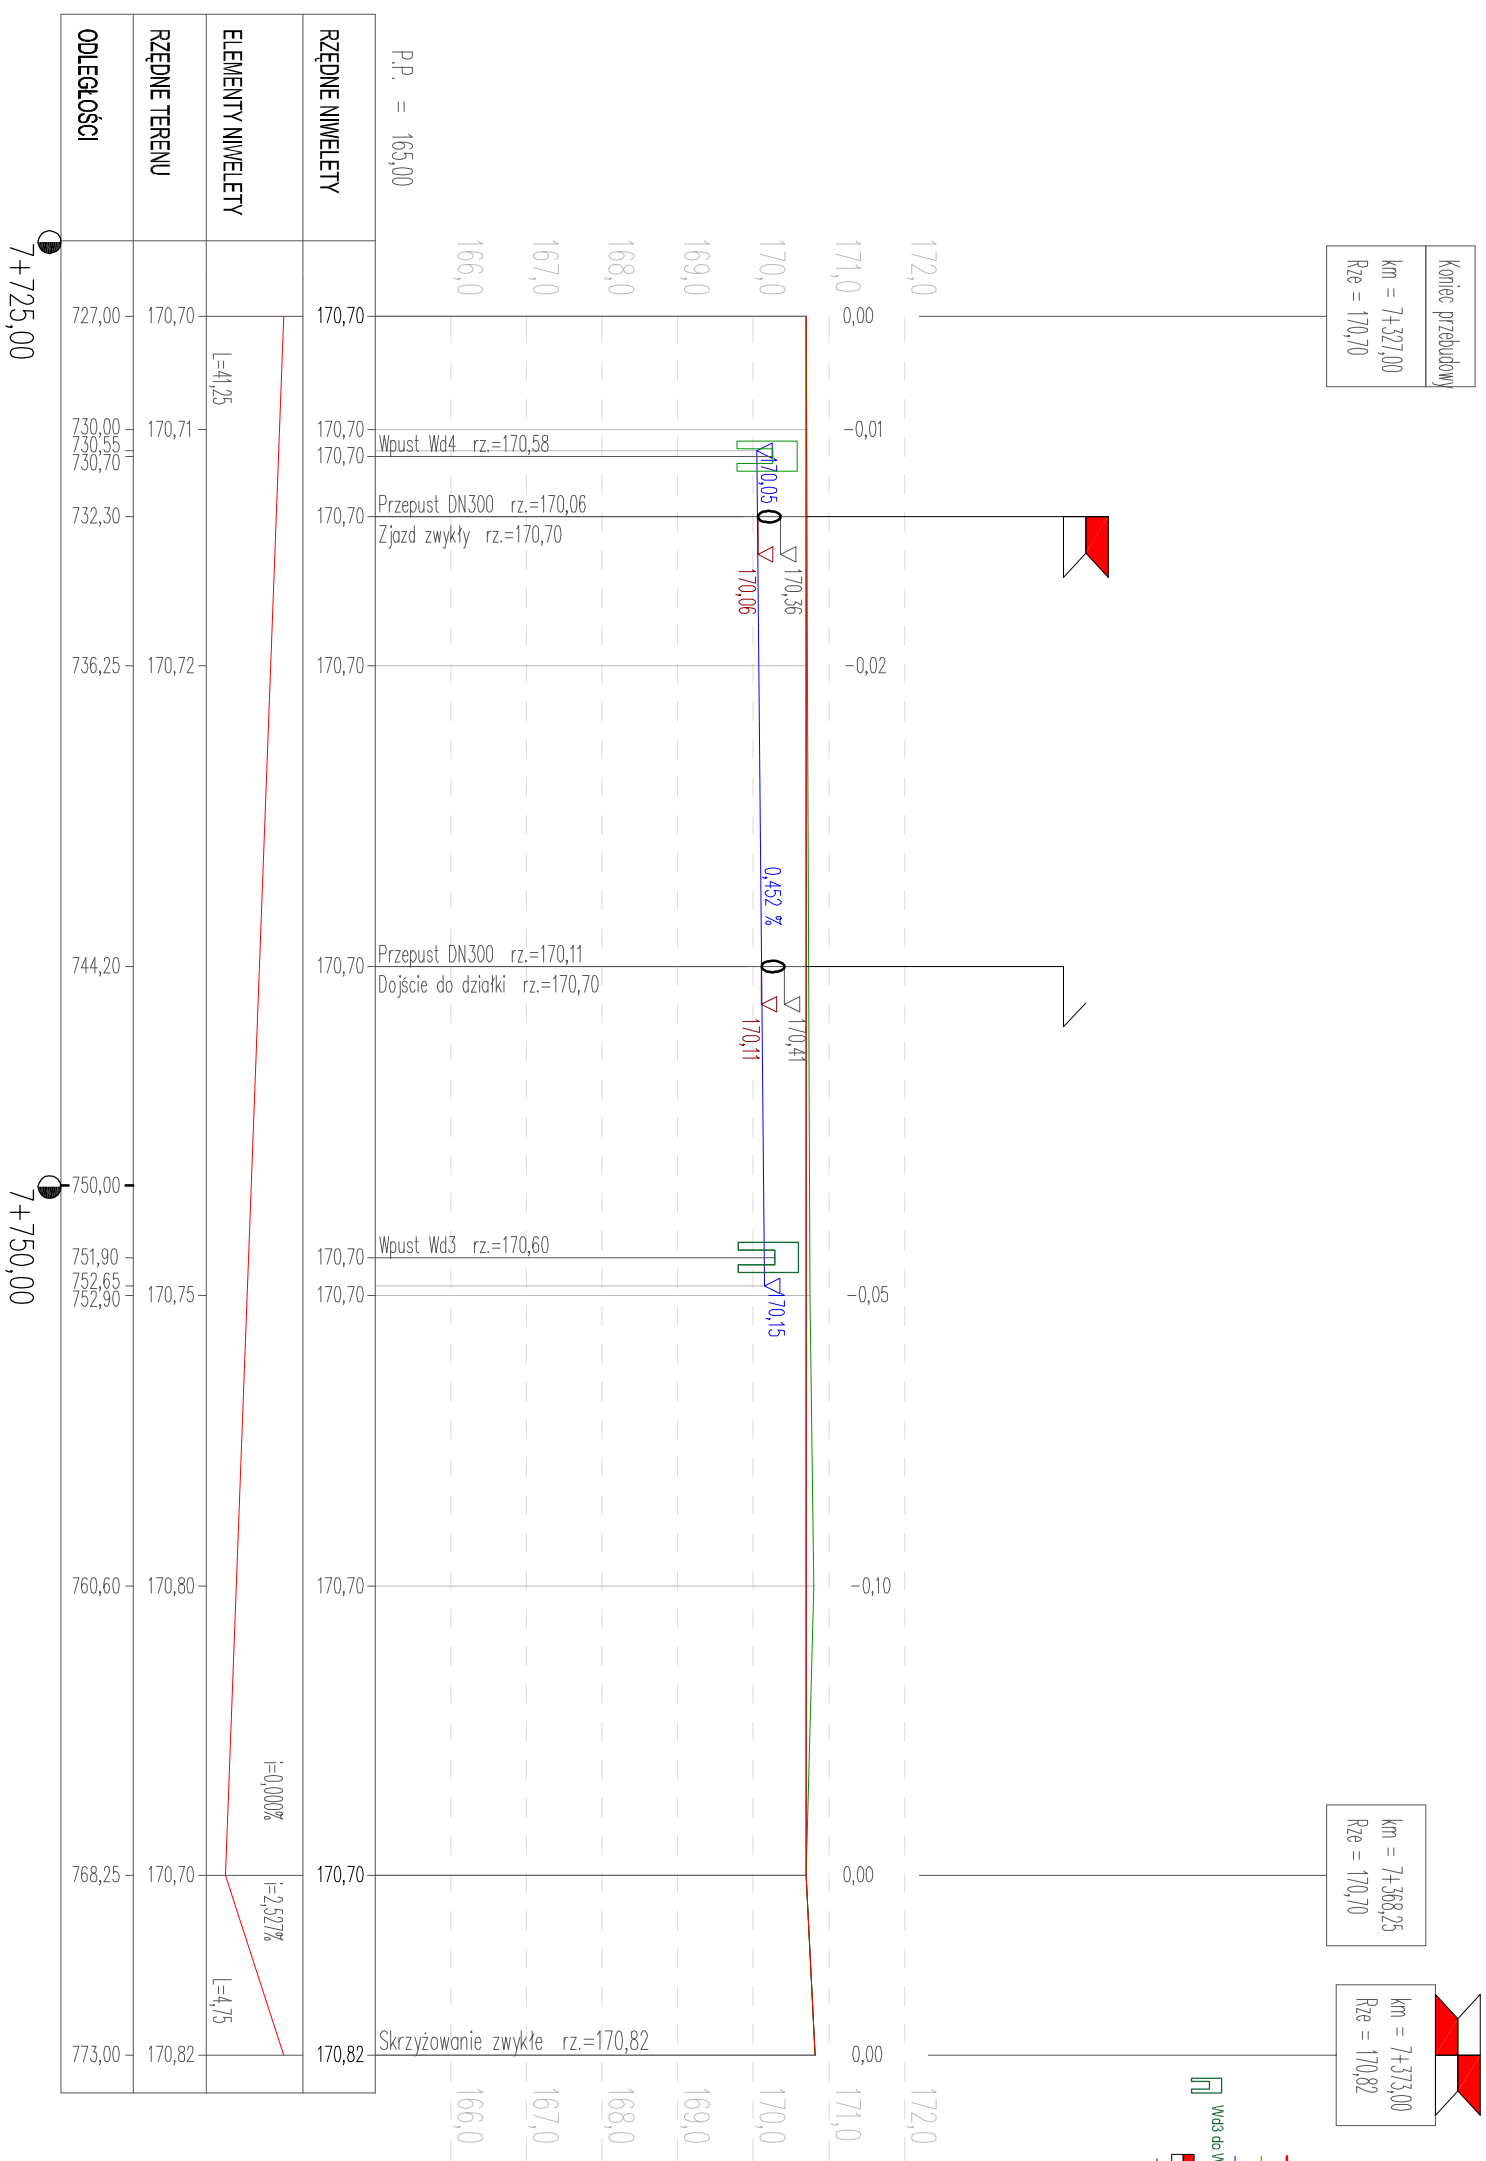 Koniec przebudowy
km = 7+327,00
Rze = 170,70
km = 7+368,25
Rze = 170,70
km = 7+373,00
Rze = 170,82
Wd3 do
172,0
171,0
170,0
169,0
168,0
167,0
166,0
172,0
171,0
170,0
169,0
168,0
167,0
166,0
0,00
-0,01
-0,02
-0,05
-0,10
0,00
0,00
170,05
170,36
170,06
0,452 %
170,41
170,11
170,15
P.P. = 165,00
Wpust Wd4 rz.=170,58
Przepust DN300 rz.=170,06
Zjazd zwykły rz.=170,70
Przepust DN300 rz.=170,11
Dojście do działki rz.=170,70
Wpust Wd3 rz.=170,60
Skrzyżowanie zwykłe rz.=170,82
RZĘDNE NIWELETY
170,70
170,70
170,70
170,70
170,70
170,70
170,70
170,70
170,70
170,70
170,82
ELEMENTY NIWELETY
L=41,25
i=0,000%
i=2,527%
L=4,75
RZĘDNE TERENU
170,70
170,71
170,72
170,75
170,80
170,70
170,82
ODLEGŁOŚCI
727,00
730,00
730,55
730,70
732,30
736,25
744,20
750,00
751,90
752,65
752,90
760,60
768,25
773,00
7+725,00
7+750,00